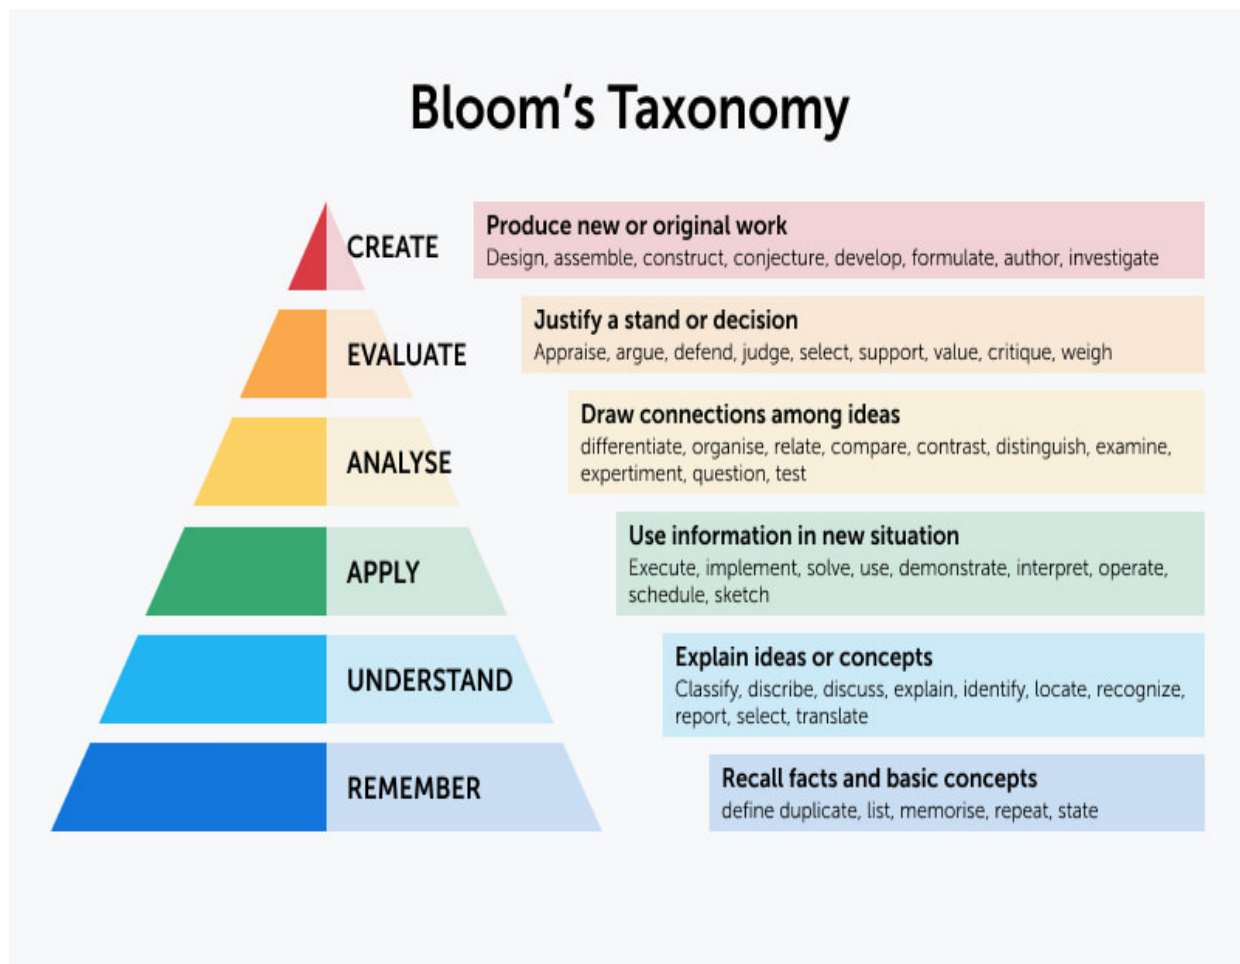 Bloom's Taxonomy
CREATE
Produce new or original work
Design, assemble, construct, conjecture, develop, formulate, author, investigate
EVALUATE
Justify a stand or decision
Appraise, argue, defend, judge, select, support, value, critique, weigh
ANALYSE
Draw connections among ideas
differentiate, organise, relate, compare, contrast, distinguish, examine,
expertiment, question, test
APPLY
Use information in new situation
Execute, implement, solve, use, demonstrate, interpret, operate,
schedule, sketch
UNDERSTAND
Explain ideas or concepts
Classify, discribe, discuss, explain, identify, locate, recognize,
report, select, translate
REMEMBER
Recall facts and basic concepts
define duplicate, list, memorise, repeat, state